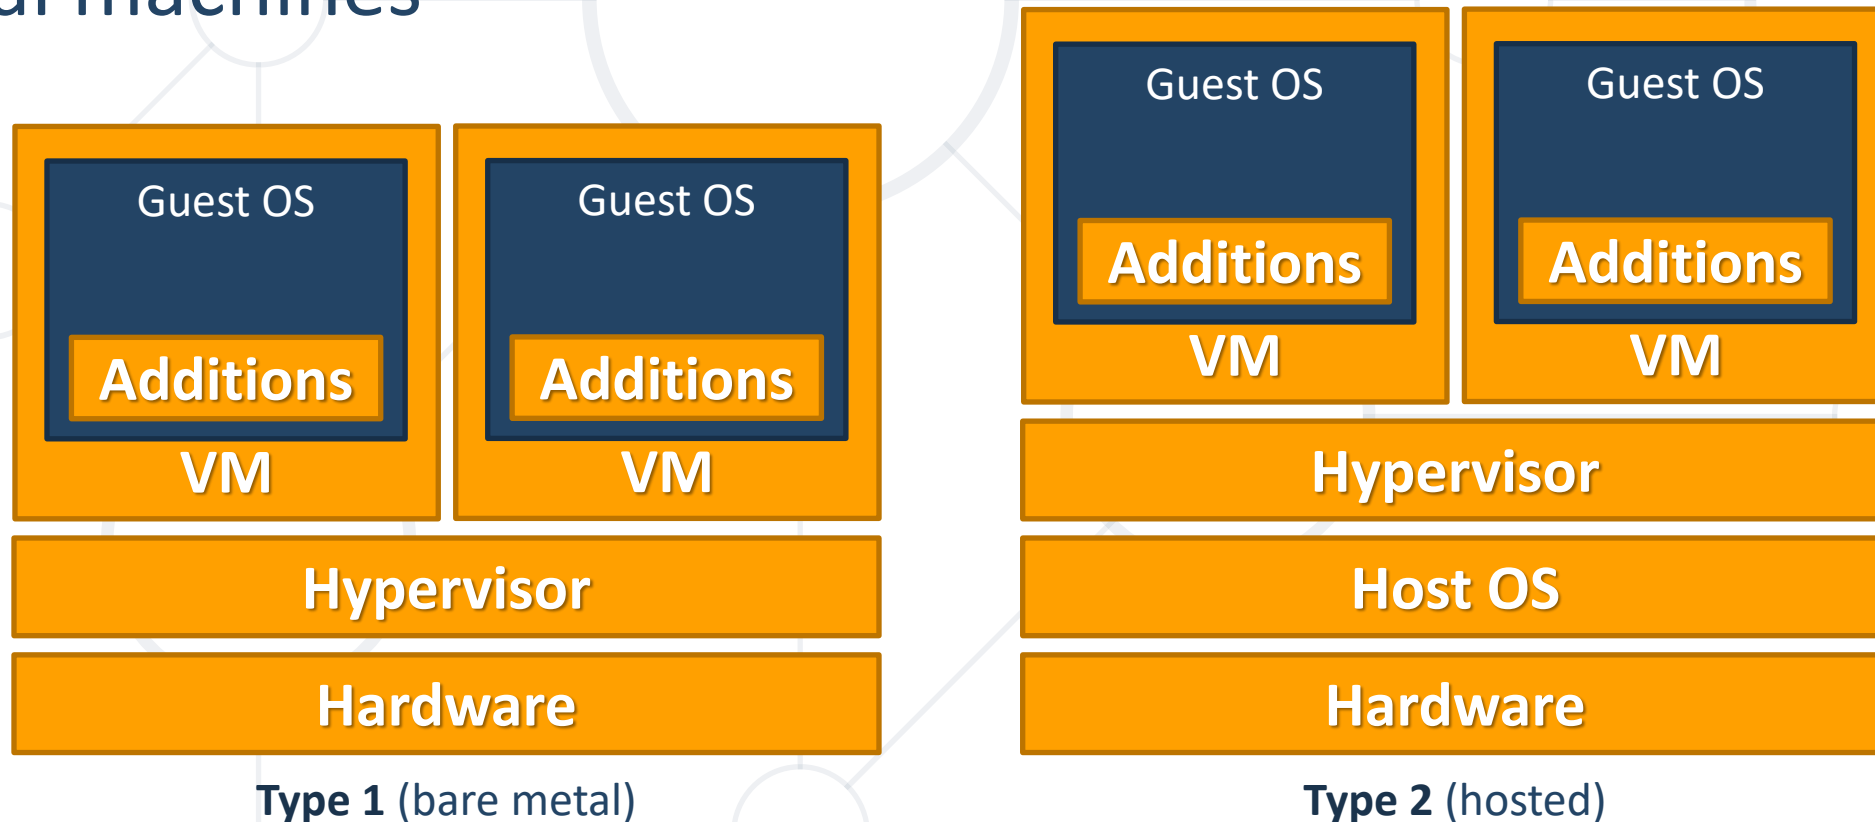 machines
Guest OS
Guest OS
Additions
Additions
VM
VM
Hypervisor
Hardware
Type 1 (bare metal)
Guest OS
Guest OS
Additions
Additions
VM
VM
Hypervisor
Host OS
Hardware
Type 2 (hosted)